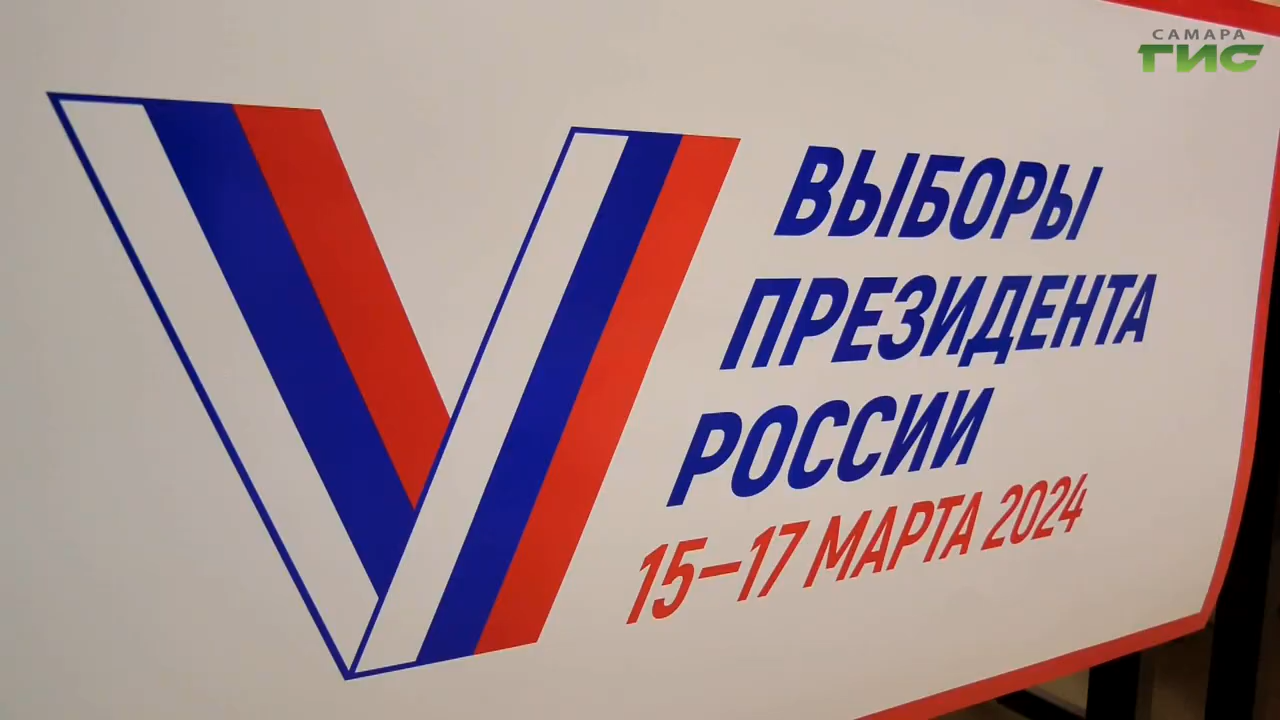 САМАРА
ГИС
ВЫБОРЫ
ПРЕЗИДЕНТА
РОССИИ
15–17 МАРТА 2024